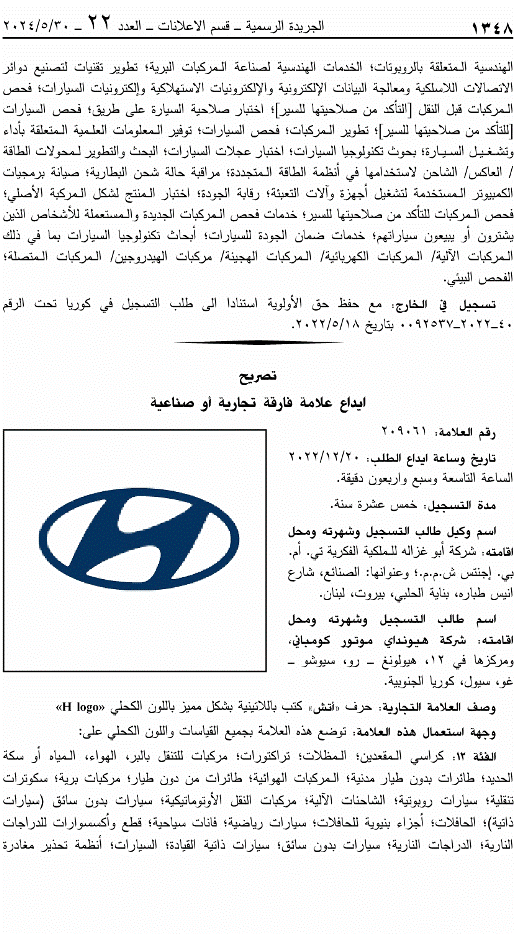 ١٣٤٨ الجريدة الرسمية ــ قسم الاعلانات ــ العدد ٢٢ ــ ٢٠٢٤/٥/٣٠
الهندسية المتعلقة بالروبوتات؛ الخدمات الهندسية لصناعة المركبات البرية؛ تطوير تقنيات لتصنيع دوائر
الاتصالات اللاسلكية ومعالجة البيانات الإلكترونية والإلكترونيات الاستهلاكية وإلكترونيات السيارات؛ فحص
المركبات قبل النقل [التأكد من صلاحيتها للسير]؛ اختبار صلاحية السيارة على طريق؛ فحص السيارات
[للتأكد من صلاحيتها للسير]؛ تطوير المركبات؛ فحص السيارات؛ توفير المعلومات العلمية المتعلقة بأداء
وتشغيل السيارة؛ بحوث تكنولوجيا السيارات؛ اختبار عجلات السيارات؛ البحث والتطوير لمحولات الطاقة
/ العاكس/ الشاحن لاستخدامها في أنظمة الطاقة المتجددة؛ مراقبة حالة شحن البطارية؛ صيانة برمجيات
الكمبيوتر المستخدمة لتشغيل أجهزة وآلات التعبئة؛ رقابة الجودة؛ اختبار المنتج لشكل المركبة الأصلي؛
فحص المركبات للتأكد من صلاحيتها للسير؛ خدمات فحص المركبات الجديدة والمستعملة للأشخاص الذين
يشترون أو يبيعون سياراتهم؛ خدمات ضمان الجودة للسيارات؛ أبحاث تكنولوجيا السيارات بما في ذلك
المركبات الآلية/ المركبات الكهربائية/ المركبات الهجينة/ مركبات الهيدروجين/ المركبات المتصلة؛
الفحص البيئي.
تسجيل في الخارج: مع حفظ حق الأولوية استنادا الى طلب التسجيل في كوريا تحت الرقم
٤٠-٢٠٢٢-٠٠٩٢٥٣٧ بتاريخ ٢٠٢٢/٥/١٨.
تصريح
ايداع علامة فارقة تجارية أو صناعية
رقم العلامة: ٢٠٩٠٦١
تاريخ وساعة ايداع الطلب: ٢٠٢٢/١٢/٢٠
الساعة التاسعة وسبع واربعون دقيقة.
مدة التسجيل: خمس عشرة سنة.
اسم وكيل طالب التسجيل وشهرته ومحل
اقامته: شركة أبو غزاله للملكية الفكرية تي. أم.
بي. إجنتس ش.م.م.؛ وعنوانها: الصنائع، شارع
انيس طباره، بناية الحلبي، بيروت، لبنان.
اسم طالب التسجيل وشهرته ومحل
اقامته: شركة هيونداي موتور كومباني،
ومركزها في ١٢، هيولونغ ــ رو، سيوشو ــ
غو، سيول، كوريا الجنوبية.
وصف العلامة التجارية: حرف «اتش» كتب باللاتينية بشكل مميز باللون الكحلي «H logo»
وجهة استعمال هذه العلامة: توضع هذه العلامة بجميع القياسات واللون الكحلي على:
الفئة ١٢: كراسي المقعدين؛ المظلات؛ تراكتورات؛ مركبات للتنقل بالبر، الهواء، المياه أو سكة
الحديد؛ طائرات بدون طيار مدنية؛ المركبات الهوائية؛ طائرات من دون طيار؛ مركبات برية؛ سكوترات
تنقلية؛ سيارات روبوتية؛ الشاحنات الآلية؛ مركبات النقل الأوتوماتيكية؛ سيارات بدون سائق (سيارات
ذاتية)؛ الحافلات؛ أجزاء بنيوية للحافلات؛ سيارات رياضية؛ فانات سياحية؛ قطع وأكسسوارات للدراجات
النارية؛ الدراجات النارية؛ سيارات بدون سائق؛ سيارات ذاتية القيادة؛ السيارات؛ أنظمة تحذير مغادرة